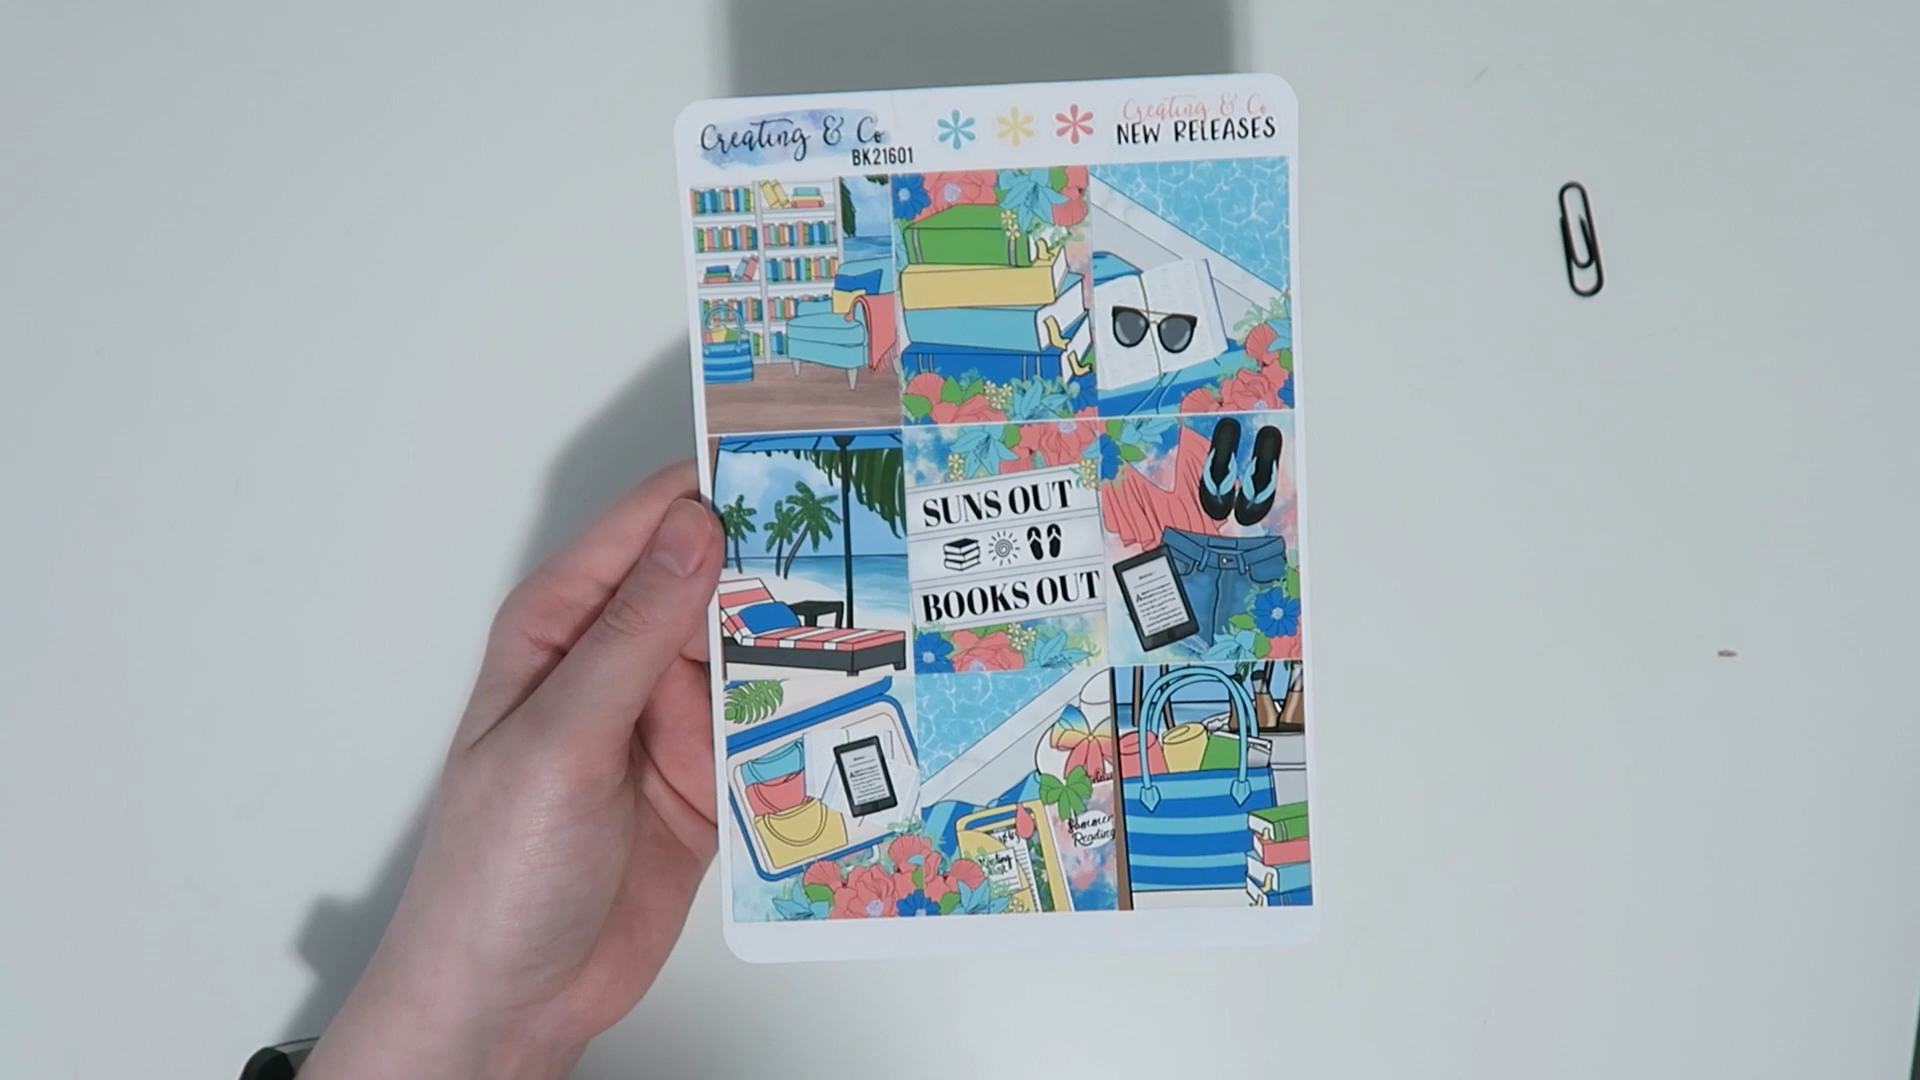 Creating & Co
BK21601
Creating & Co
NEW RELEASES
SUNS OUT
BOOKS OUT
Summer
Reading